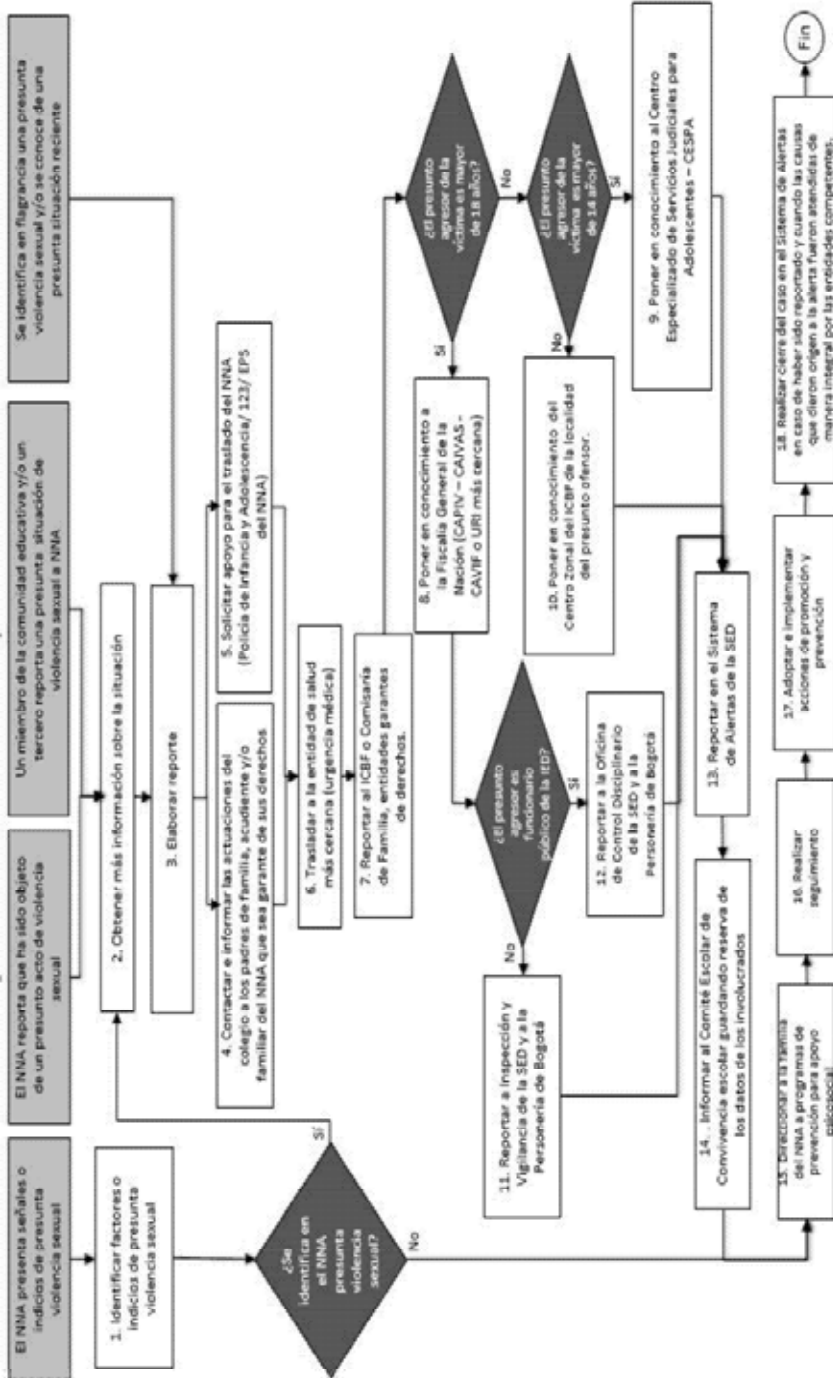 El NNA presenta señales o
indicios de presunta
violencia sexual
El NNA reporta que ha sido objeto
de un presunto acto de violencia
sexual
Un miembro de la comunidad educativa y/o un
tercero reporta una presunta situación de
violencia sexual a NNA
Se identifica en flagrancia una presunta
violencia sexual y/o se conoce de una
presunta situación reciente
1. Identificar factores o
indicios de presunta
violencia sexual
2. Obtener más información sobre la situación
3. Elaborar reporte
¿Se
identifica en
el NNA
presunta
violencia
sexual?
Sí
No
4. Contactar e informar las actuaciones del
colegio a los padres de familia, acudiente y/o
familiar del NNA que sea garante de sus derechos
5. Solicitar apoyo para el traslado del NNA
(Policía de Infancia y Adolescencia/ 123/ EPS
del NNA)
6. Trasladar a la entidad de salud
más cercana (urgencia médica)
7. Reportar al ICBF o Comisaría
de Familia, entidades garantes
de derechos.
¿El presunto
agresor de la
víctima es mayor
de 18 años?
Sí
No
8. Poner en conocimiento a
la Fiscalía General de la
Nación (CAPIV – CAIVAS -
CAVIF o URI más cercana)
¿El presunto
agresor de la
víctima es mayor
de 14 años?
No
Sí
9. Poner en conocimiento al Centro
Especializado de Servicios Judiciales para
Adolescentes – CESPA
10. Poner en conocimiento del
Centro Zonal del ICBF de la localidad
del presunto ofensor.
¿El presunto
agresor es
funcionario
público de la IED?
No
Sí
11. Reportar a Inspección y
Vigilancia de la SED y a la
Personería de Bogotá
12. Reportar a la Oficina
de Control Disciplinario
de la SED y a la
Personería de Bogotá
13. Reportar en el Sistema
de Alertas de la SED
14. . Informar al Comité Escolar de
Convivencia escolar guardando reserva de
los datos de los involucrados
15. Direccionar a la familia
del NNA a programas de
prevención para apoyo
psicosocial
16. Realizar
seguimiento
17. Adoptar e implementar
acciones de promoción y
prevención
18. Realizar cierre del caso en el Sistema de Alertas
en caso de haber sido reportado y cuando las causas
que dieron origen a la alerta fueron atendidas de
manera integral por las entidades competentes.
Fin